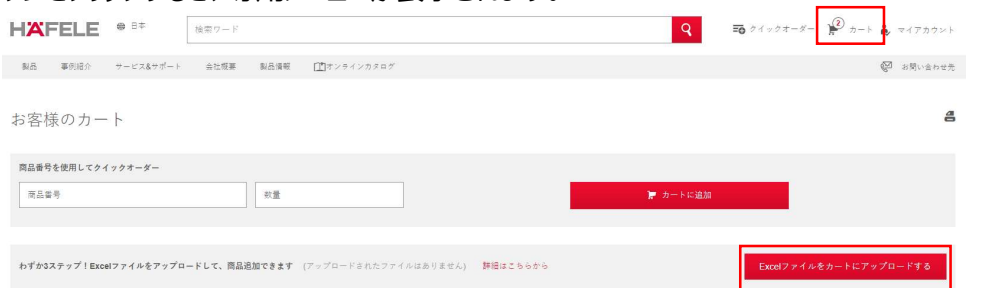 HÄFELE 日本 検索ワード クイックオーダー 2 カート マイアカウント
製品 事例紹介 サービス&サポート 会社概要 製品情報 オンラインカタログ お問い合わせ先
お客様のカート
商品番号を使用してクイックオーダー
商品番号 数量 カートに追加
わずか3ステップ！Excelファイルをアップロードして、商品追加できます (アップロードされたファイルはありません) 詳細はこちらから Excelファイルをカートにアップロードする